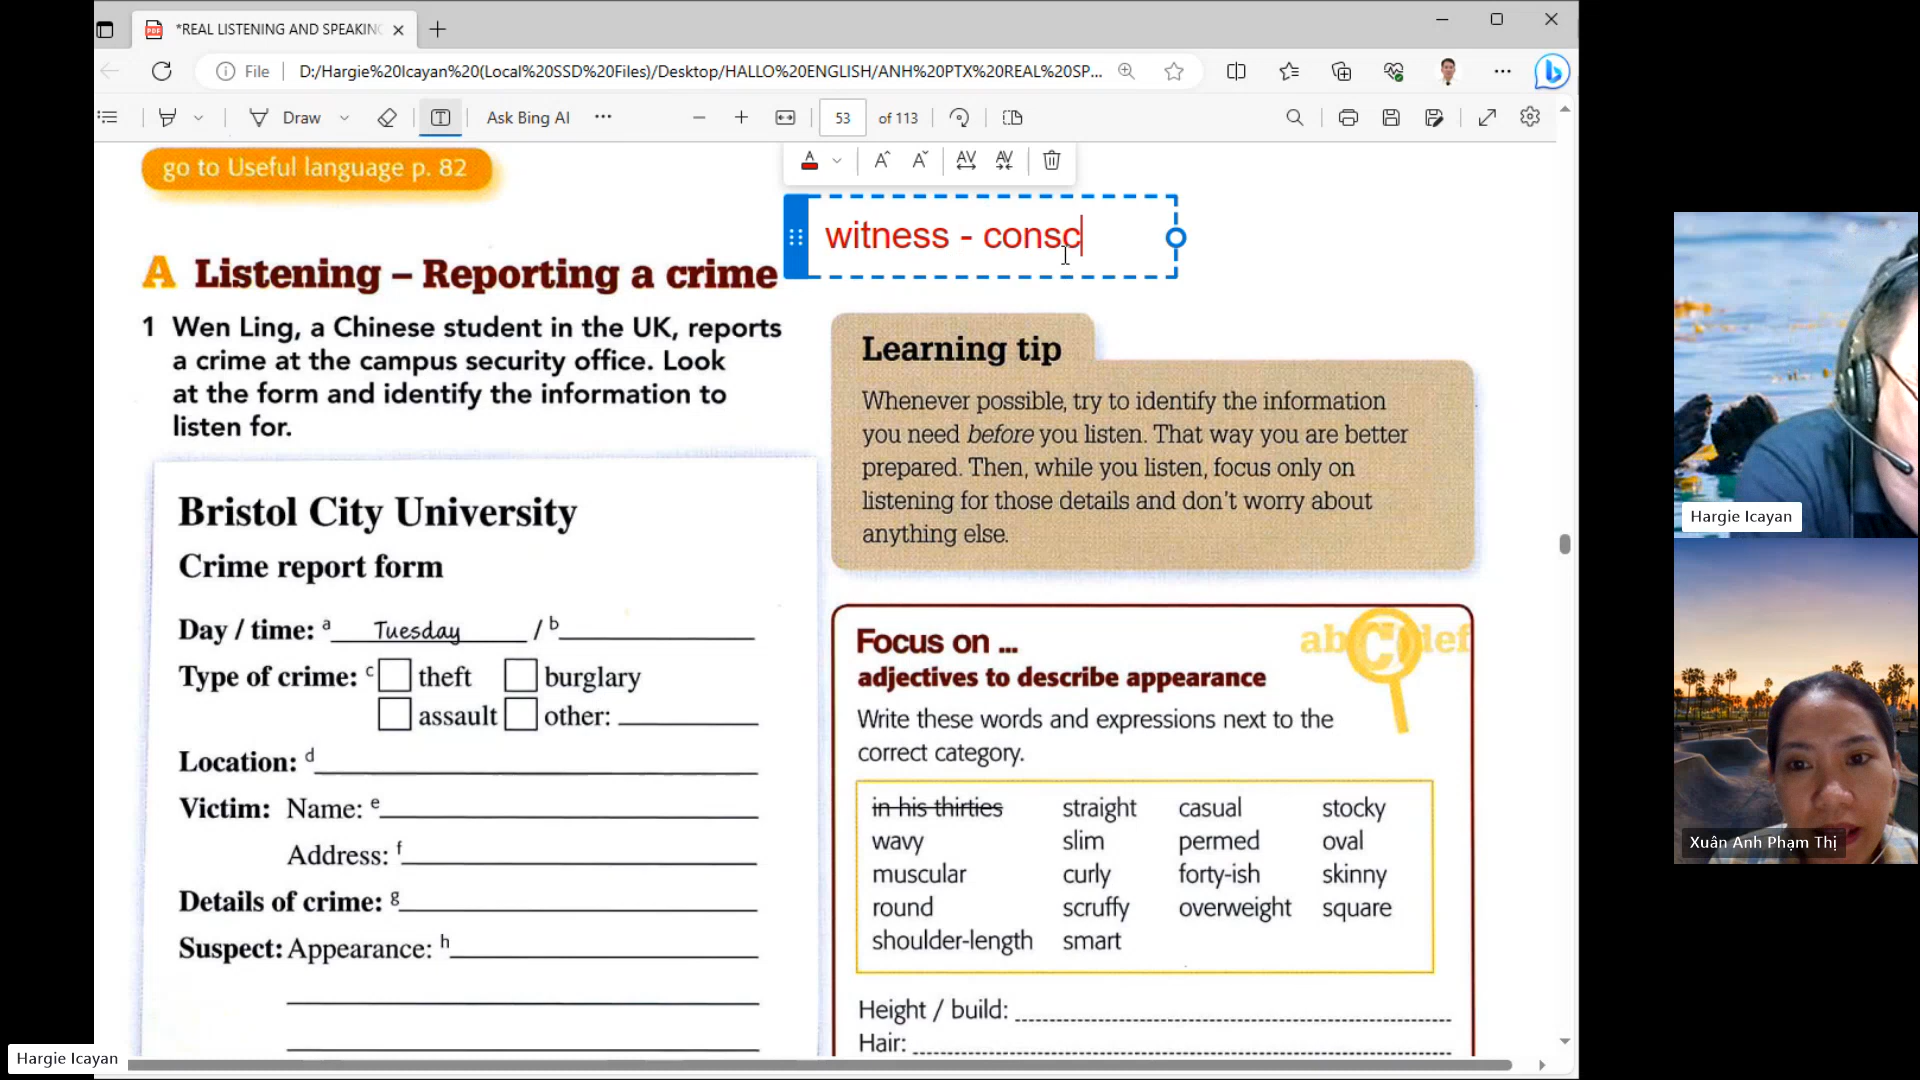 *REAL LISTENING AND SPEAKING
File
D:/Hargie%20Icayan%20(Local%20SSD%20Files)/Desktop/HALLO%20ENGLISH/ANH%20PTX%20REAL%20SP...
Draw
Ask Bing AI
53 of 113
go to Useful language p. 82
witness - consc
A Listening – Reporting a crime
1 Wen Ling, a Chinese student in the UK, reports
a crime at the campus security office. Look
at the form and identify the information to
listen for.
Bristol City University
Crime report form
Day / time: a Tuesday / b
Type of crime: c theft burglary
assault other:
Location: d
Victim: Name: e
Address: f
Details of crime: g
Suspect: Appearance: h
Learning tip
Whenever possible, try to identify the information
you need before you listen. That way you are better
prepared. Then, while you listen, focus only on
listening for those details and don't worry about
anything else.
Focus on ...
abCdef
adjectives to describe appearance
Write these words and expressions next to the
correct category.
in his thirties straight casual stocky
wavy slim permed oval
muscular curly forty-ish skinny
round scruffy overweight square
shoulder-length smart
Height / build:
Hair:
Hargie Icayan
Xuân Anh Phạm Thị
Hargie Icayan